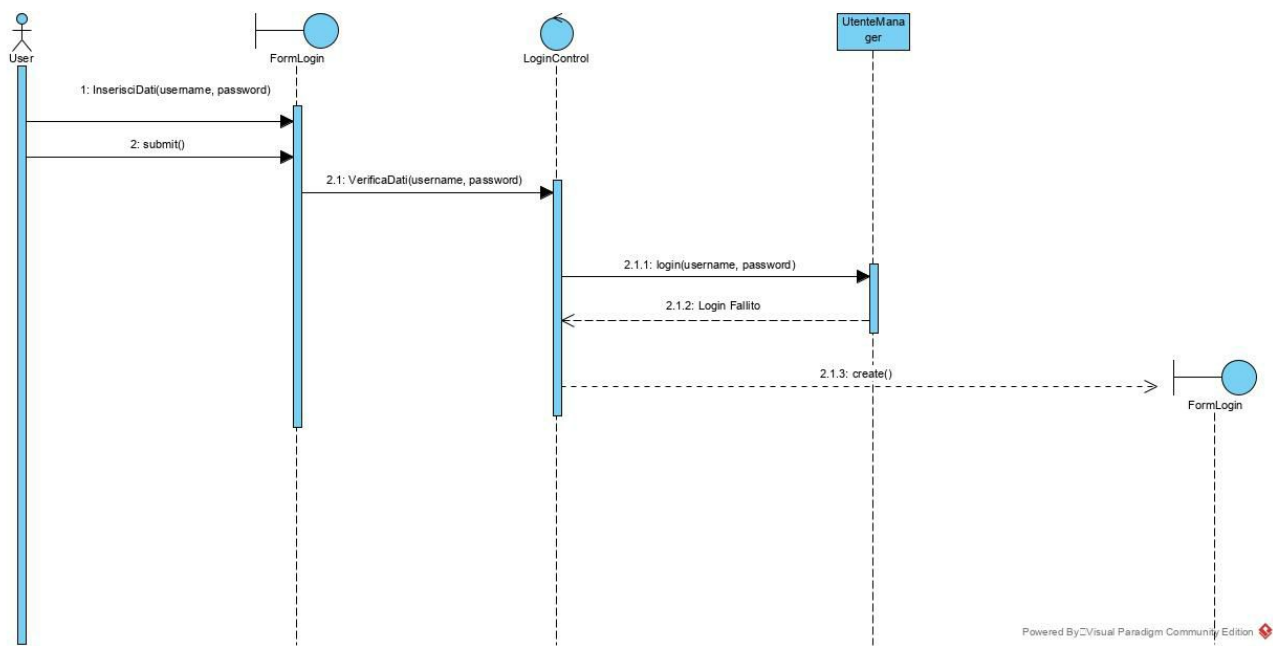 User
FormLogin
LoginControl
UtenteMana
ger
1: InserisciDati(username, password)
2: submit()
2.1: VerificaDati(username, password)
2.1.1: login(username, password)
2.1.2: Login Fallito
2.1.3: create()
FormLogin
Powered By Visual Paradigm Community Edition